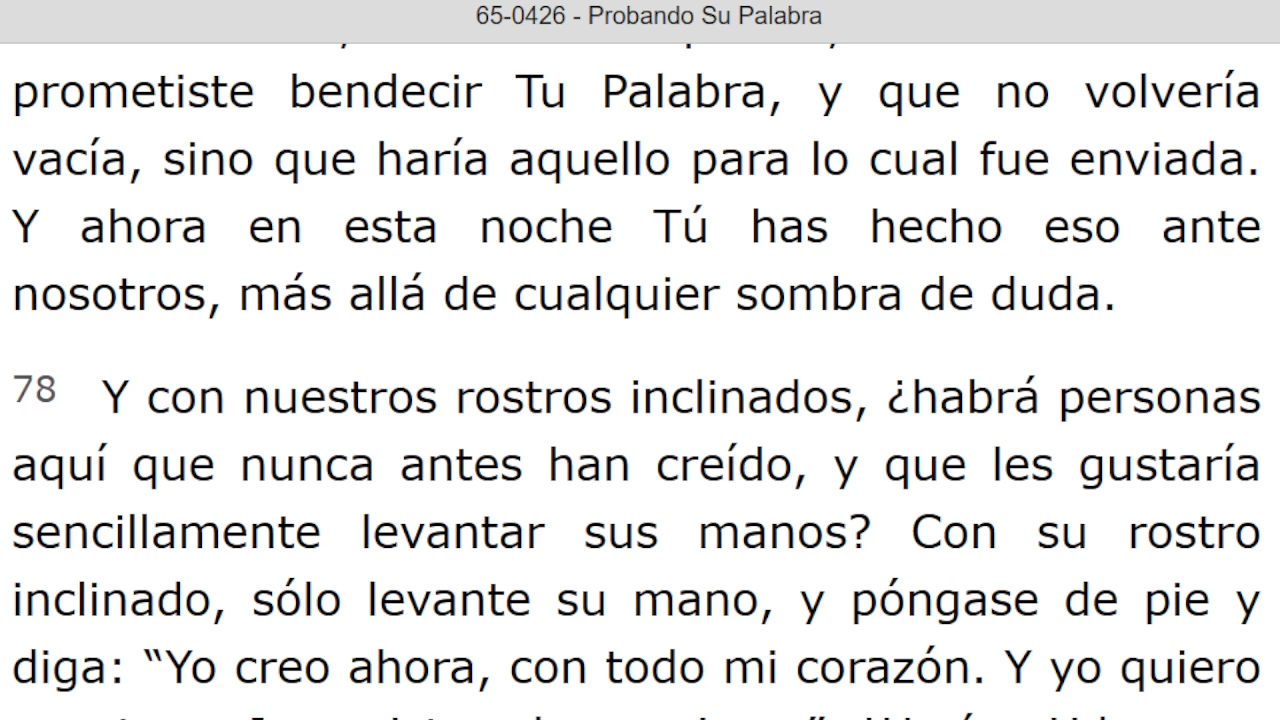 65-0426 - Probando Su Palabra
prometiste bendecir Tu Palabra, y que no volvería
vacía, sino que haría aquello para lo cual fue enviada.
Y ahora en esta noche Tú has hecho eso ante
nosotros, más allá de cualquier sombra de duda.
78 Y con nuestros rostros inclinados, ¿habrá personas
aquí que nunca antes han creído, y que les gustaría
sencillamente levantar sus manos? Con su rostro
inclinado, sólo levante su mano, y póngase de pie y
diga: “Yo creo ahora, con todo mi corazón. Y yo quiero